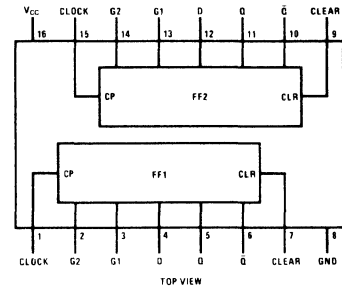 VCC CLOCK G2 G1 D Q Q̄ CLEAR
16 15 14 13 12 11 10 9
CP FF2 CLR
CP FF1 CLR
1 2 3 4 5 6 7 8
CLOCK G2 G1 D Q Q̄ CLEAR GND
TOP VIEW